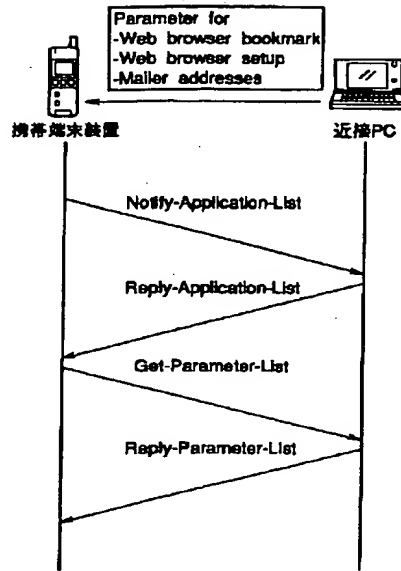 Parameter for
-Web browser bookmark
-Web browser setup
-Mailer addresses
携帯端末装置
近接PC
Notify-Application-List
Reply-Application-List
Get-Parameter-List
Reply-Parameter-List